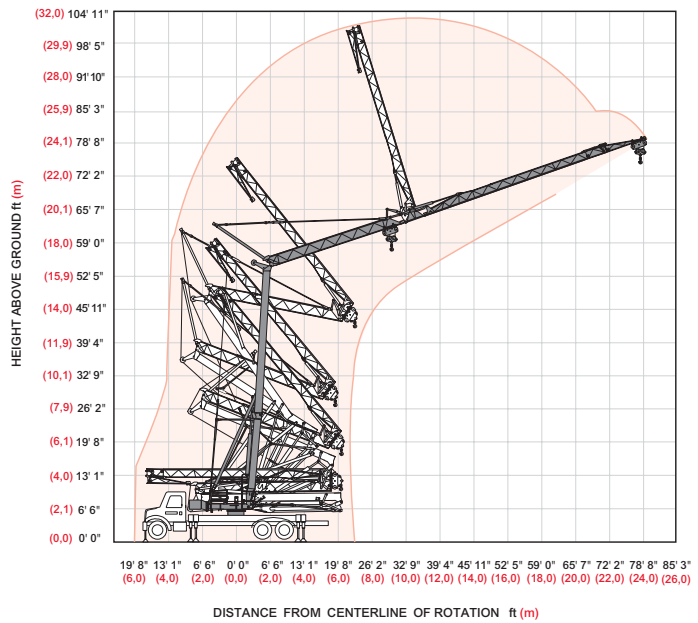 (32,0) 104' 11"
(29,9) 98' 5"
(28,0) 91'10"
(25,9) 85' 3"
(24,1) 78' 8"
(22,0) 72' 2"
(20,1) 65' 7"
(18,0) 59' 0"
(15,9) 52' 5"
(14,0) 45'11"
(11,9) 39' 4"
(10,1) 32' 9"
(7,9) 26' 2"
(6,1) 19' 8"
(4,0) 13' 1"
(2,1) 6' 6"
(0,0) 0' 0"
HEIGHT ABOVE GROUND ft (m)
19' 8" 13' 1" 6' 6" 0' 0" 6' 6" 13' 1" 19' 8" 26' 2" 32' 9" 39' 4" 45' 11" 52' 5" 59' 0" 65' 7" 72' 2" 78' 8" 85' 3"
(6,0) (4,0) (2,0) (0,0) (2,0) (4,0) (6,0) (8,0) (10,0) (12,0) (14,0) (16,0) (18,0) (20,0) (22,0) (24,0) (26,0)
DISTANCE FROM CENTERLINE OF ROTATION ft (m)